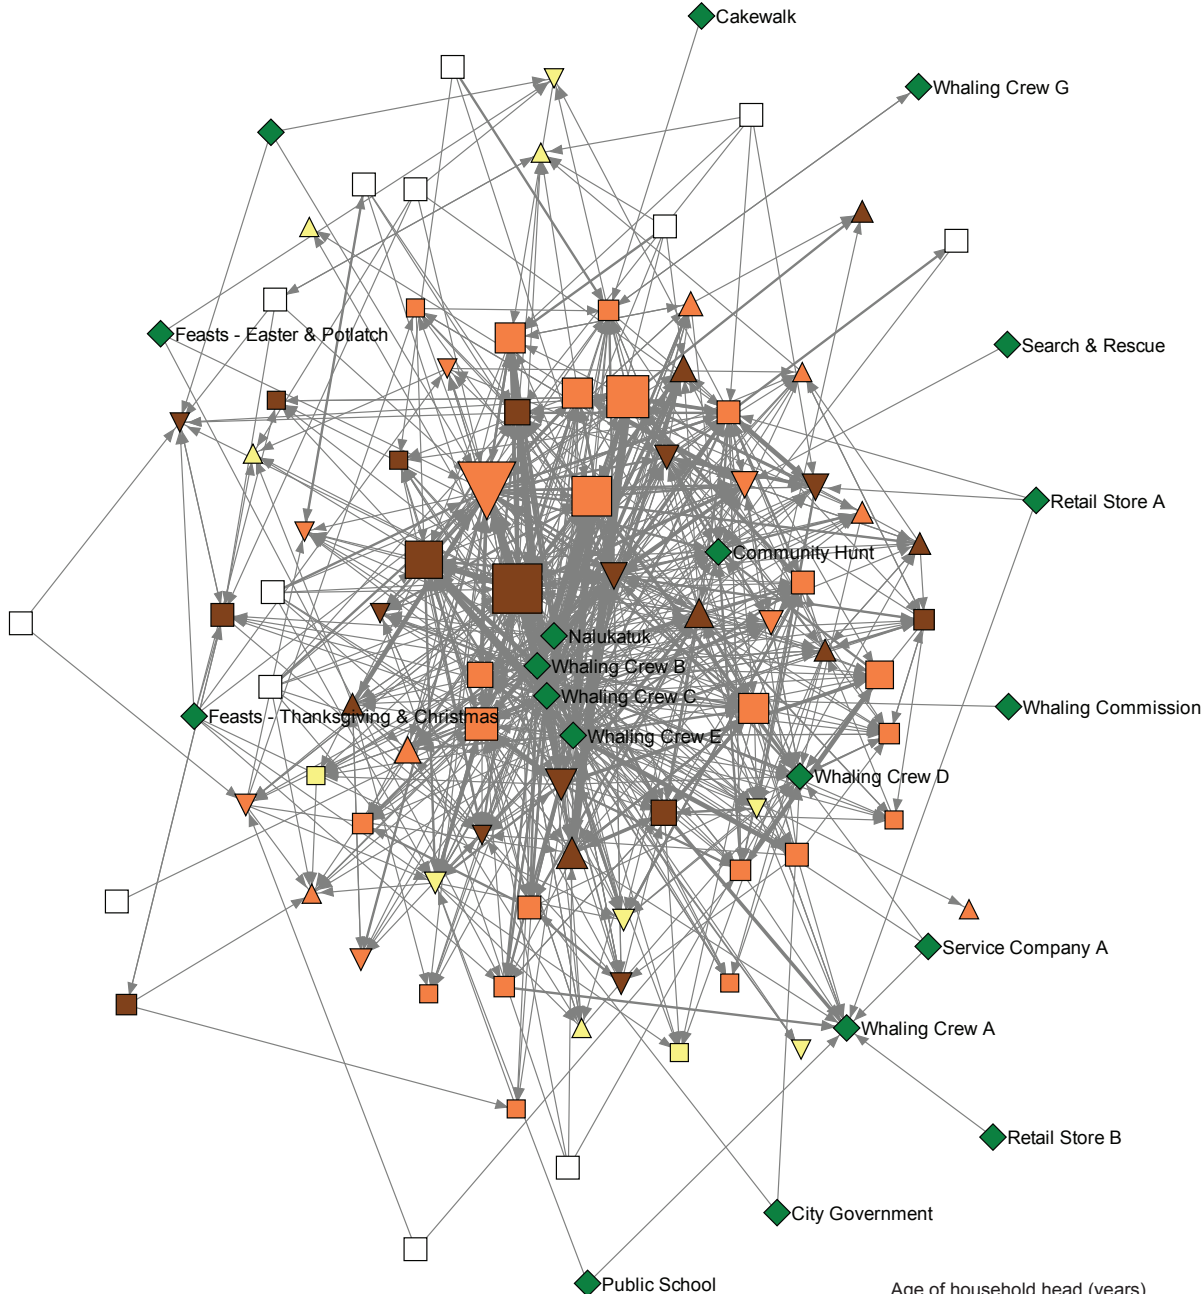 Cakewalk
Whaling Crew G
Feasts - Easter & Potlatch
Search & Rescue
Retail Store A
Community Hunt
Nalukatuk
Whaling Crew B
Whaling Crew C
Whaling Commission
Feasts - Thanksgiving & Christmas
Whaling Crew E
Whaling Crew D
Service Company A
Whaling Crew A
Retail Store B
City Government
Public School
Age of household head (years)